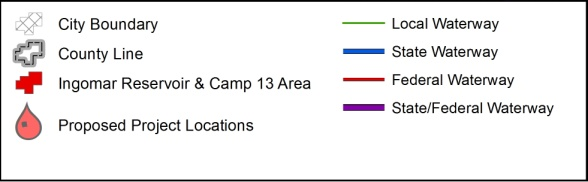 City Boundary
County Line
Ingomar Reservoir & Camp 13 Area
Proposed Project Locations
Local Waterway
State Waterway
Federal Waterway
State/Federal Waterway